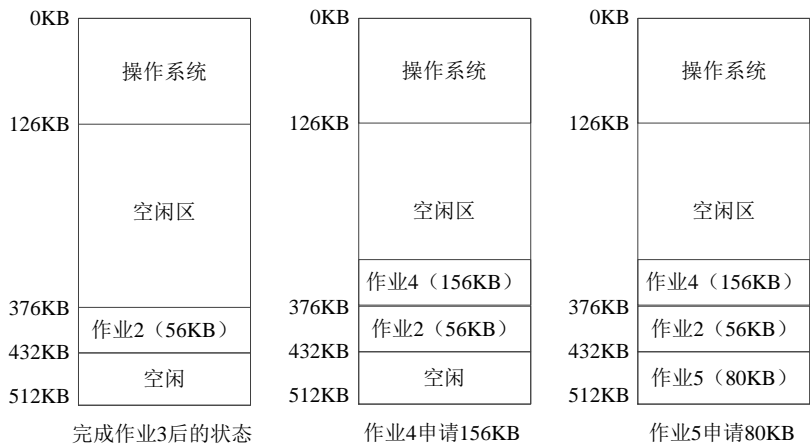 0KB
操作系统
126KB
空闲区
376KB
作业2（56KB）
432KB
空闲
512KB
完成作业3后的状态
0KB
操作系统
126KB
空闲区
作业4（156KB）
376KB
作业2（56KB）
432KB
空闲
512KB
作业4申请156KB
0KB
操作系统
126KB
空闲区
作业4（156KB）
376KB
作业2（56KB）
432KB
作业5（80KB）
512KB
作业5申请80KB